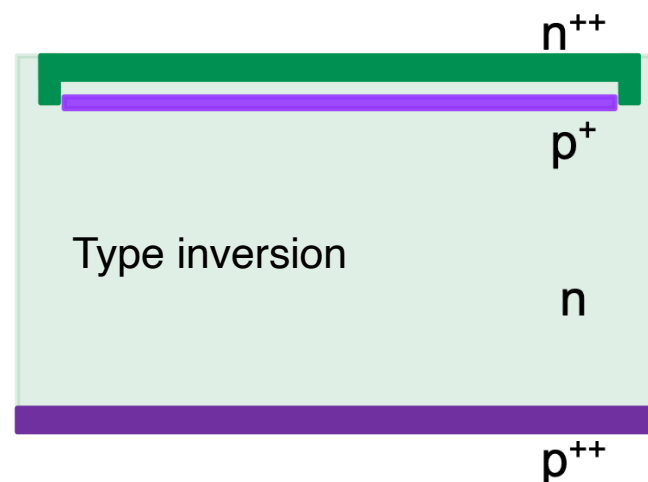 n⁺⁺
p⁺
Type inversion
n
p⁺⁺